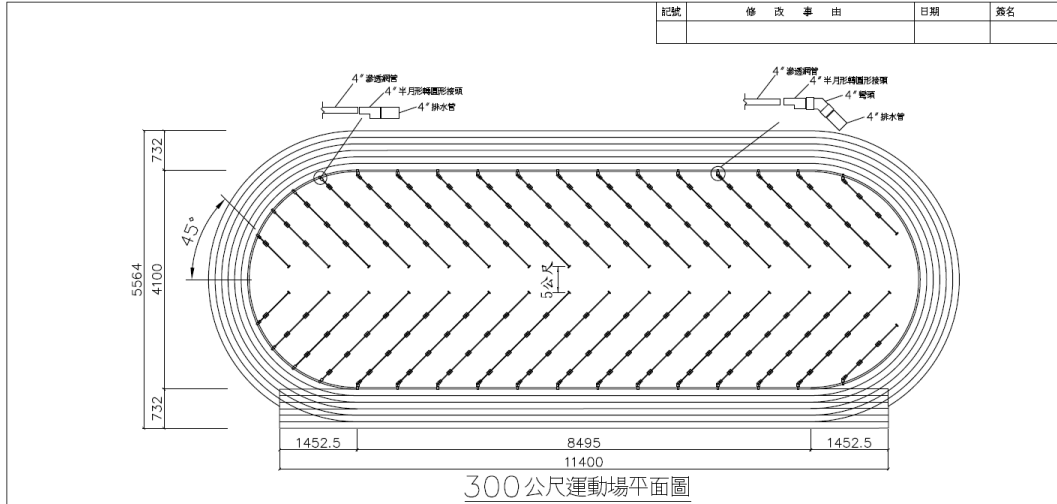 記號 修改事由 日期 簽名
4"滲透網管
4"半月形轉圓形接頭
4"排水管
4"滲透網管
4"半月形轉圓形接頭
4"彎頭
4"排水管
732
45°
5564
4100
5公尺
732
1452.5 8495 1452.5
11400
300公尺運動場平面圖